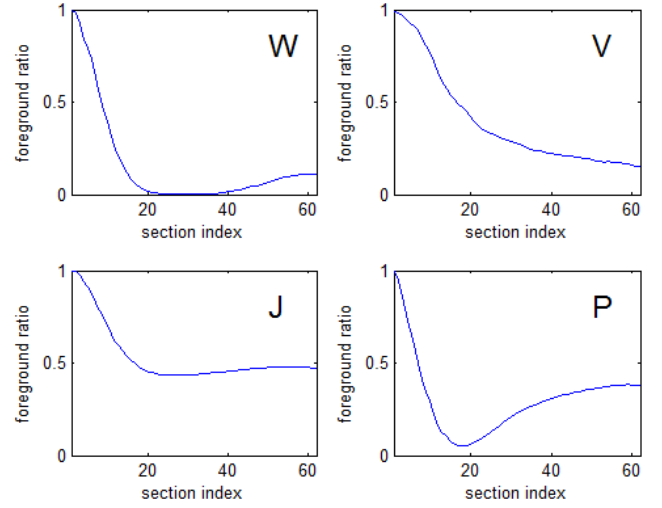 W
foreground ratio
1
0.5
0
20 40 60
section index
V
foreground ratio
1
0.5
0
20 40 60
section index
J
foreground ratio
1
0.5
0
20 40 60
section index
P
foreground ratio
1
0.5
0
20 40 60
section index